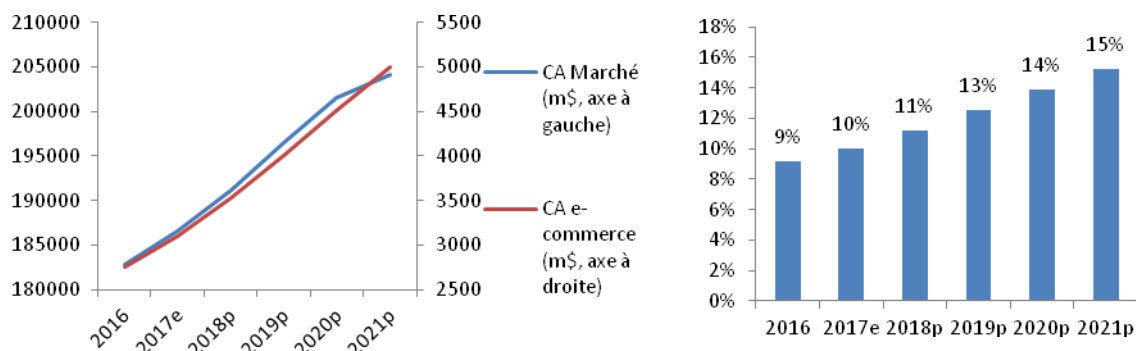 210000
205000
200000
195000
190000
185000
180000
5500
5000
4500
4000
3500
3000
2500
2016
2017e
2018p
2019p
2020p
2021p
CA Marché
(m$, axe à
gauche)
CA e-
commerce
(m$, axe à
droite)
18%
16%
14%
12%
10%
8%
6%
4%
2%
0%
9%
10%
11%
13%
14%
15%
2016 2017e 2018p 2019p 2020p 2021p